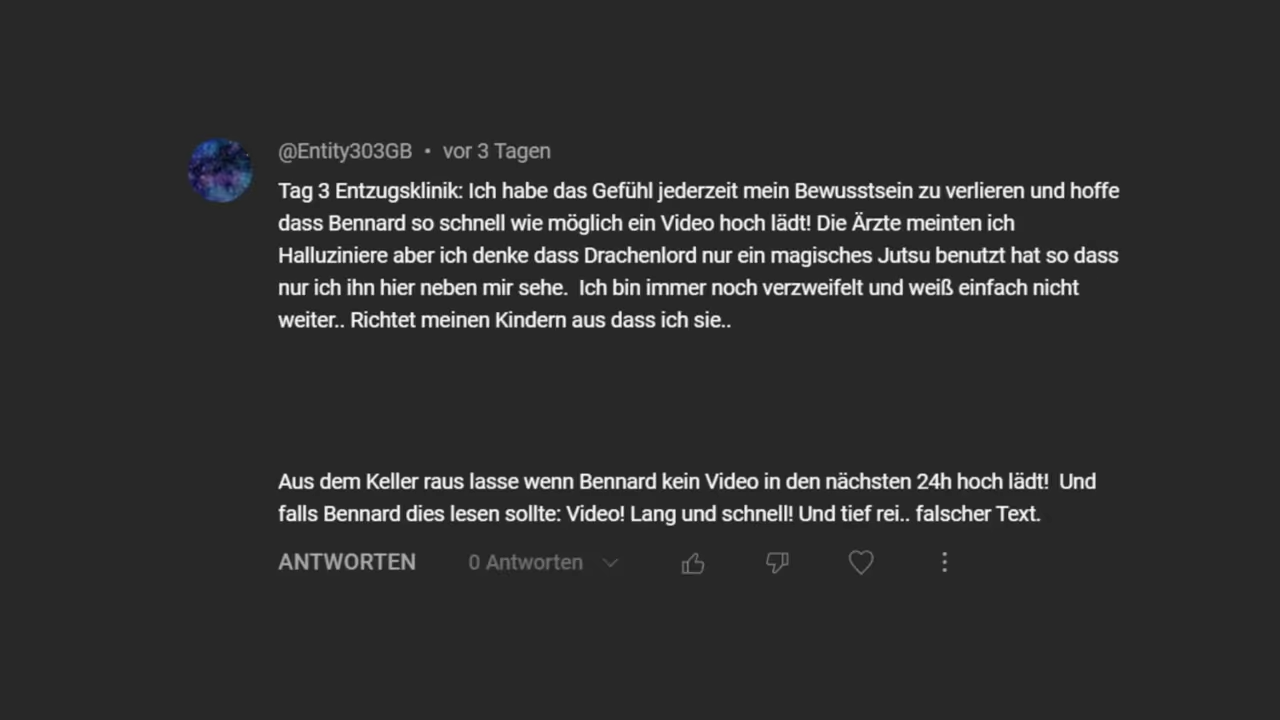 @Entity303GB • vor 3 Tagen
Tag 3 Entzugsklinik: Ich habe das Gefühl jederzeit mein Bewusstsein zu verlieren und hoffe
dass Bennard so schnell wie möglich ein Video hoch lädt! Die Ärzte meinten ich
Halluziniere aber ich denke dass Drachenlord nur ein magisches Jutsu benutzt hat so dass
nur ich ihn hier neben mir sehe.  Ich bin immer noch verzweifelt und weiß einfach nicht
weiter.. Richtet meinen Kindern aus dass ich sie..
Aus dem Keller raus lasse wenn Bennard kein Video in den nächsten 24h hoch lädt!  Und
falls Bennard dies lesen sollte: Video! Lang und schnell! Und tief rei.. falscher Text.
ANTWORTEN 0 Antworten